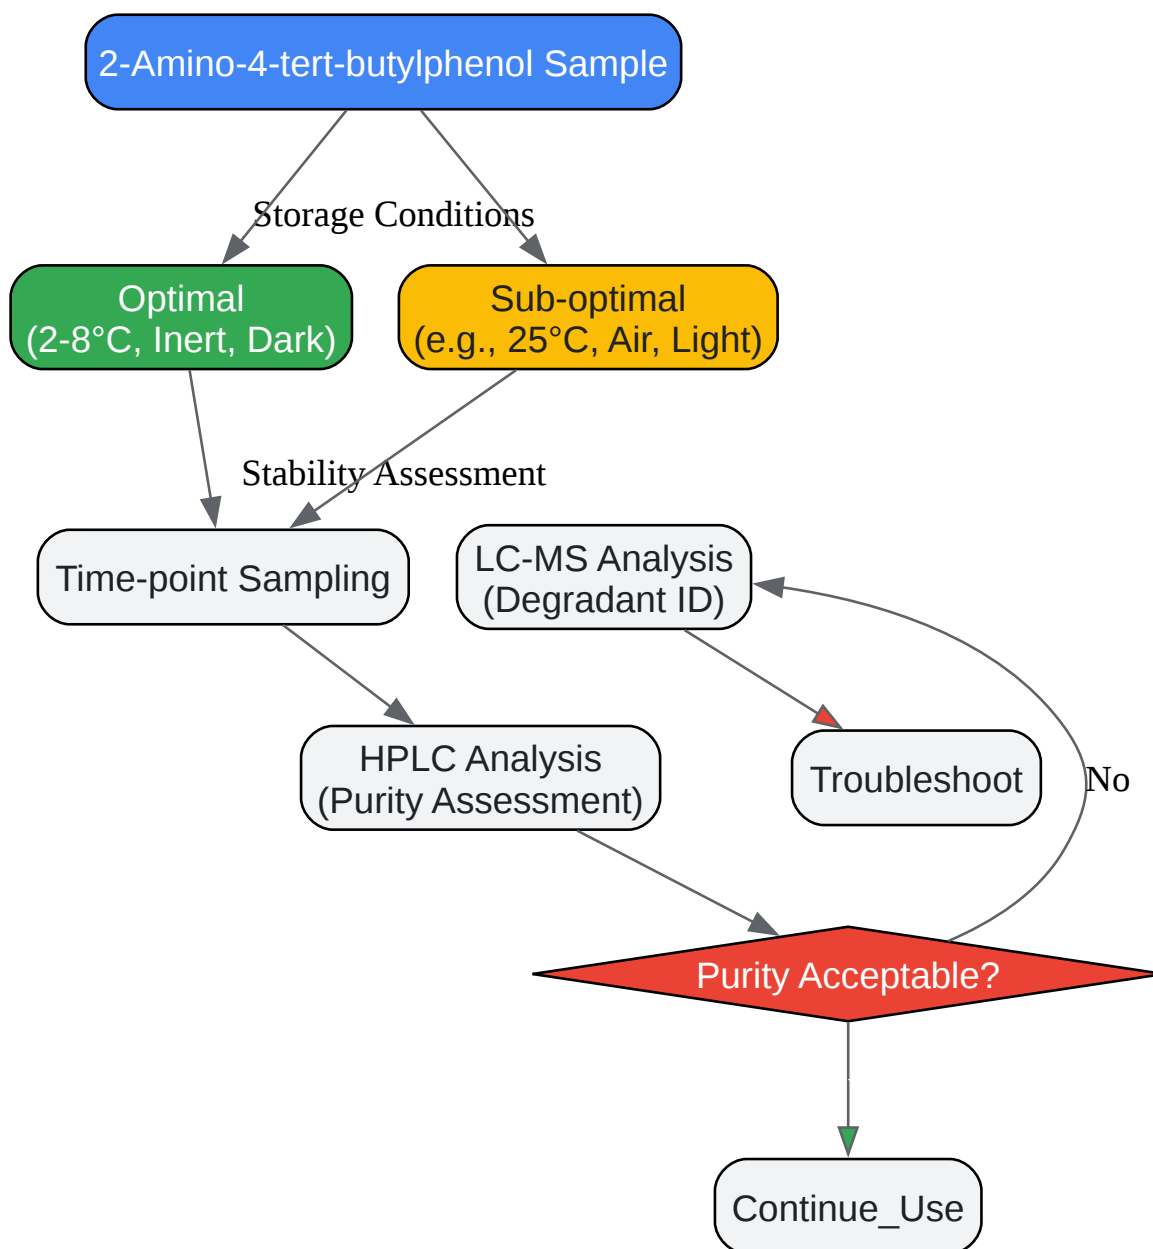 2-Amino-4-tert-butylphenol Sample
Storage Conditions
Optimal
(2-8°C, Inert, Dark)
Sub-optimal
(e.g., 25°C, Air, Light)
Stability Assessment
Time-point Sampling
LC-MS Analysis
(Degradant ID)
HPLC Analysis
(Purity Assessment)
Troubleshoot
No
Purity Acceptable?
Continue_Use